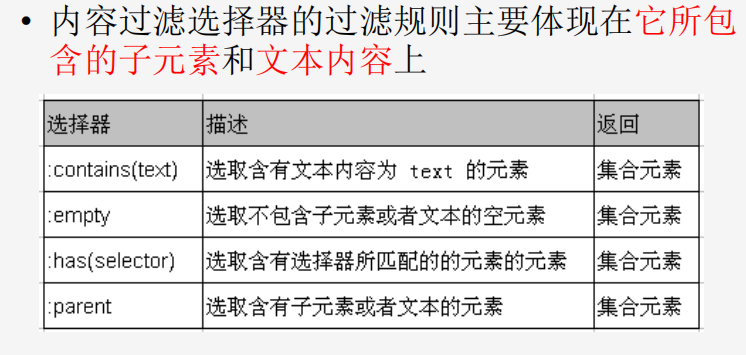 • 内容过滤选择器的过滤规则主要体现在它所包
含的子元素和文本内容上
选择器 描述 返回
:contains(text) 选取含有文本内容为 text 的元素 集合元素
:empty 选取不包含子元素或者文本的空元素 集合元素
:has(selector) 选取含有选择器所匹配的的元素的元素 集合元素
:parent 选取含有子元素或者文本的元素 集合元素